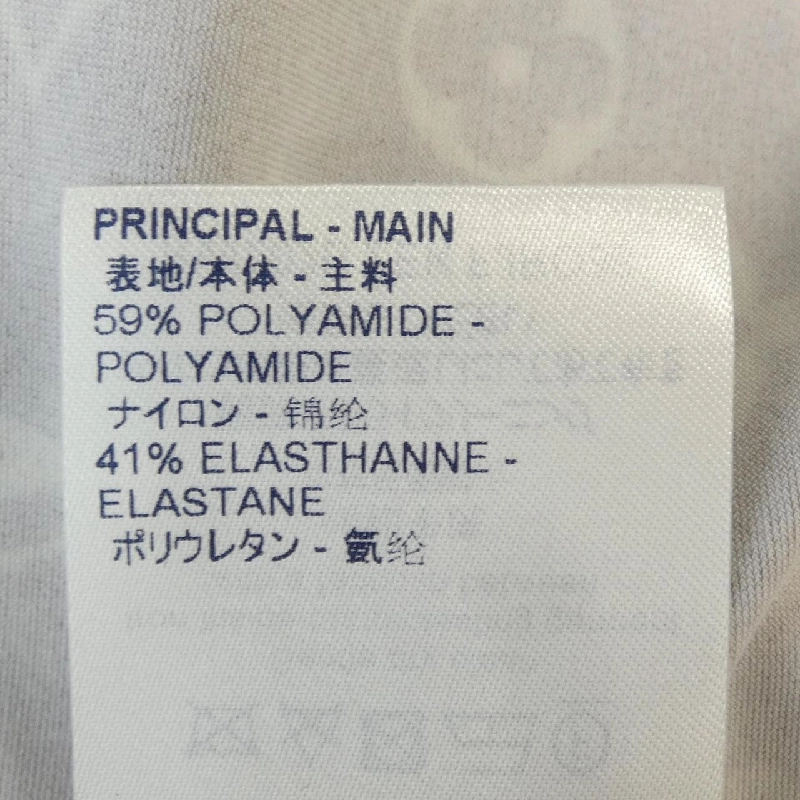 PRINCIPAL - MAIN
表地/本体 - 主料
59% POLYAMIDE -
POLYAMIDE
ナイロン - 锦纶
41% ELASTHANNE -
ELASTANE
ポリウレタン - 氨纶